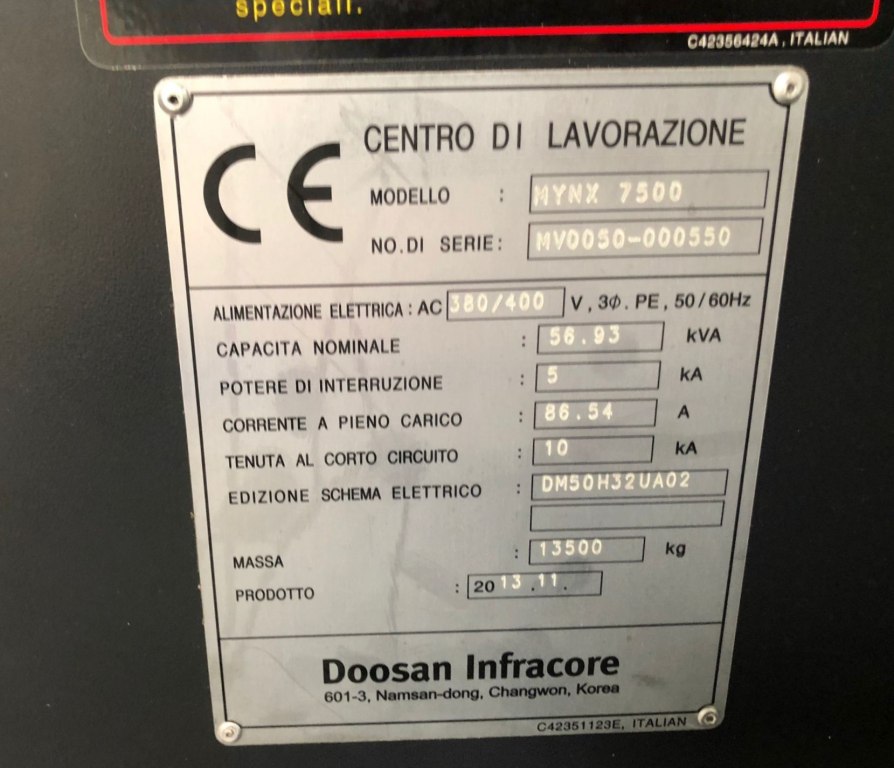 speciali.
C42356424A, ITALIAN
CE
CENTRO DI LAVORAZIONE
MODELLO : MYNX 7500
NO.DI SERIE: MV0050-000550
ALIMENTAZIONE ELETTRICA : AC 380/400 V, 3Φ. PE, 50/60Hz
CAPACITA NOMINALE : 56.93 kVA
POTERE DI INTERRUZIONE : 5 kA
CORRENTE A PIENO CARICO : 86.54 A
TENUTA AL CORTO CIRCUITO : 10 kA
EDIZIONE SCHEMA ELETTRICO : DM50H32UA02
MASSA : 13500 kg
PRODOTTO : 2013.11.
Doosan Infracore
601-3, Namsan-dong, Changwon, Korea
C42351123E, ITALIAN